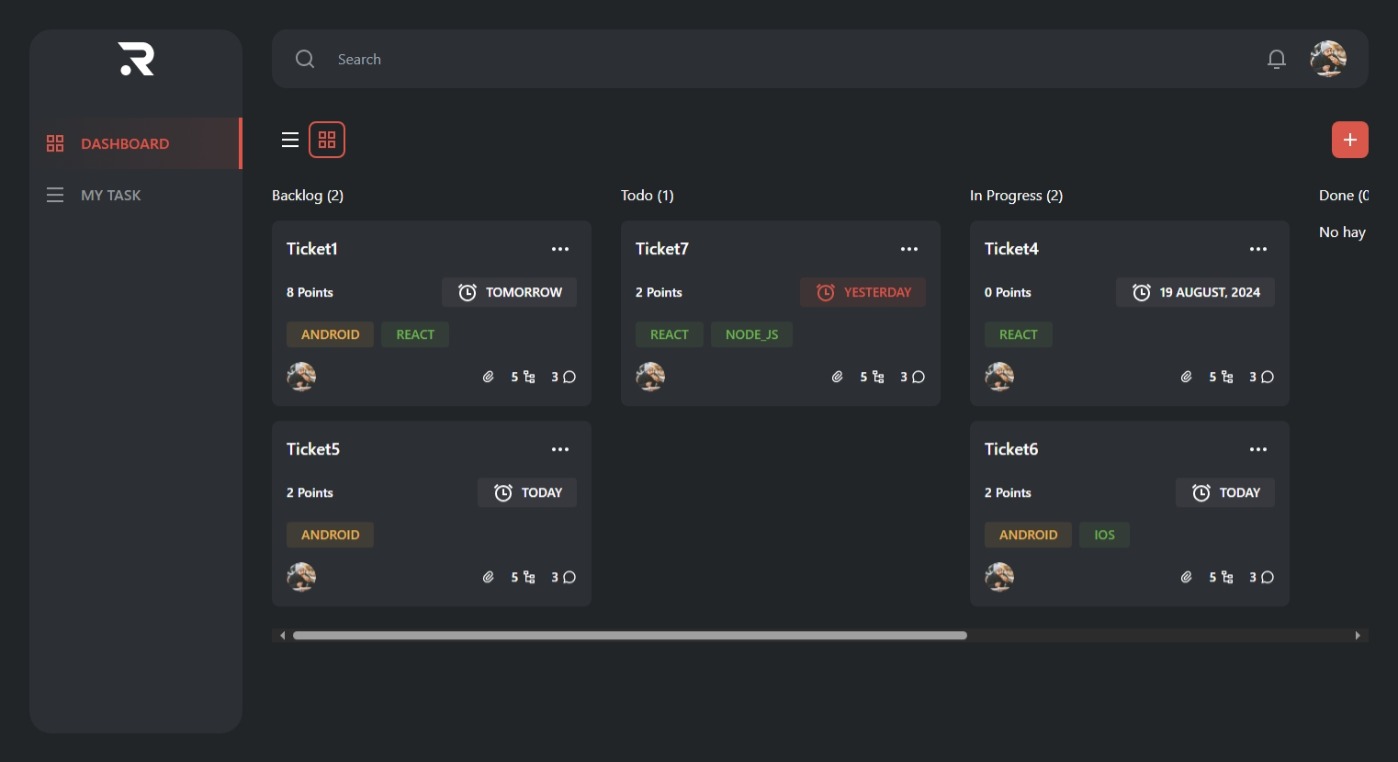 Search
DASHBOARD
MY TASK
Backlog (2)
Ticket1
8 Points
TOMORROW
ANDROID REACT
5 3
Ticket5
2 Points
TODAY
ANDROID
5 3
Todo (1)
Ticket7
2 Points
YESTERDAY
REACT NODE_JS
5 3
In Progress (2)
Ticket4
0 Points
19 AUGUST, 2024
REACT
5 3
Ticket6
2 Points
TODAY
ANDROID IOS
5 3
Done (0
No hay